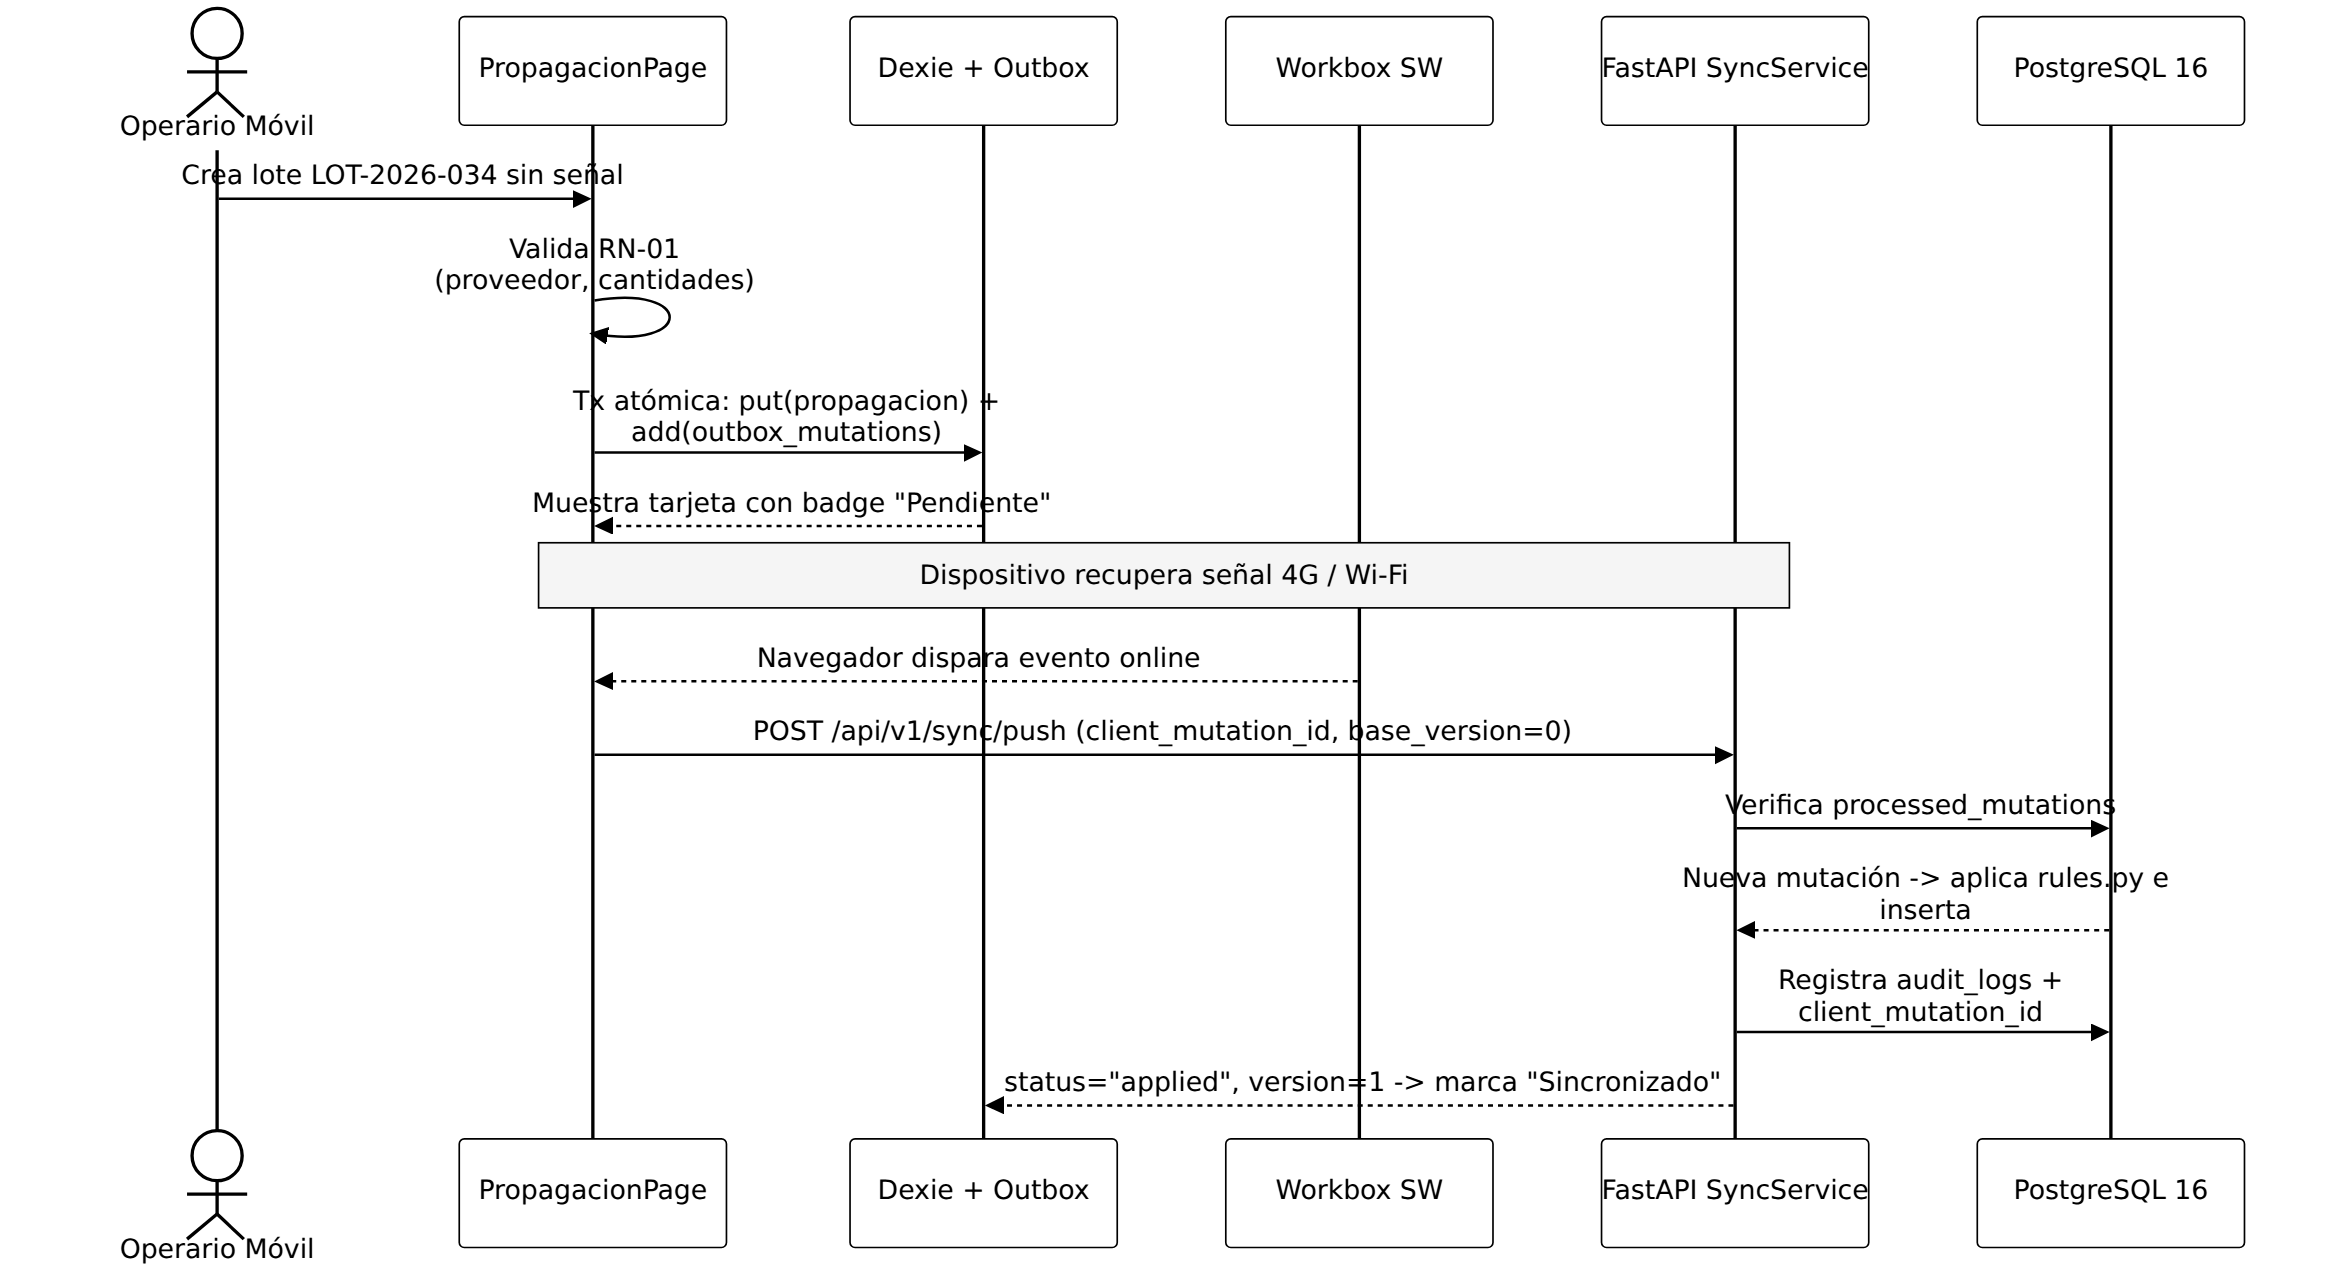 Operario Móvil
PropagacionPage
Dexie + Outbox
Workbox SW
FastAPI SyncService
PostgreSQL 16
Crea lote LOT-2026-034 sin señal
Valida RN-01
(proveedor, cantidades)
Tx atómica: put(propagacion) +
add(outbox_mutations)
Muestra tarjeta con badge "Pendiente"
Dispositivo recupera señal 4G / Wi-Fi
Navegador dispara evento online
POST /api/v1/sync/push (client_mutation_id, base_version=0)
Verifica processed_mutations
Nueva mutación -> aplica rules.py e
inserta
Registra audit_logs +
client_mutation_id
status="applied", version=1 -> marca "Sincronizado"
Operario Móvil
PropagacionPage
Dexie + Outbox
Workbox SW
FastAPI SyncService
PostgreSQL 16